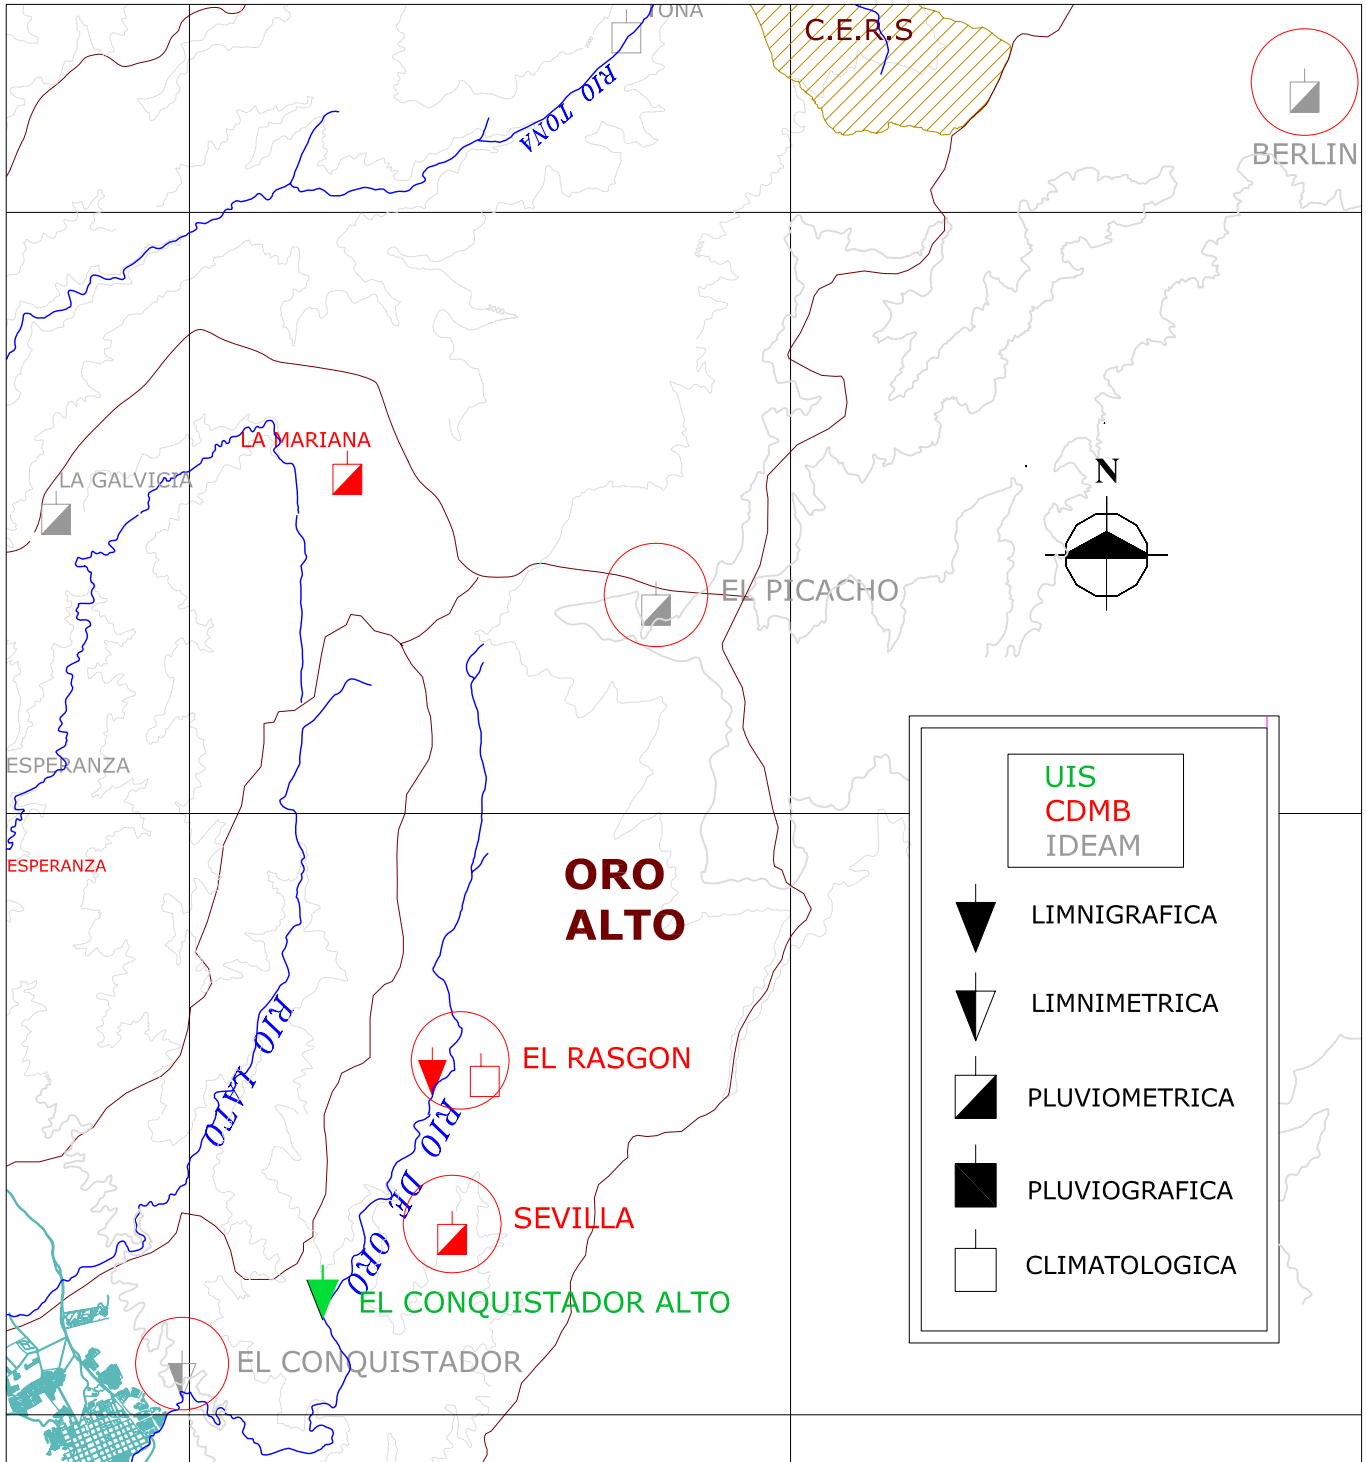 TONA
C.E.R.S
RIO TONA
BERLIN
LA MARIANA
LA GALVICIA
N
EL PICACHO
ESPERANZA
UIS
CDMB
IDEAM
ESPERANZA
ORO
ALTO
LIMNIGRAFICA
LIMNIMETRICA
RIO LATO
EL RASGON
PLUVIOMETRICA
RIO DE ORO
PLUVIOGRAFICA
SEVILLA
CLIMATOLOGICA
EL CONQUISTADOR ALTO
EL CONQUISTADOR